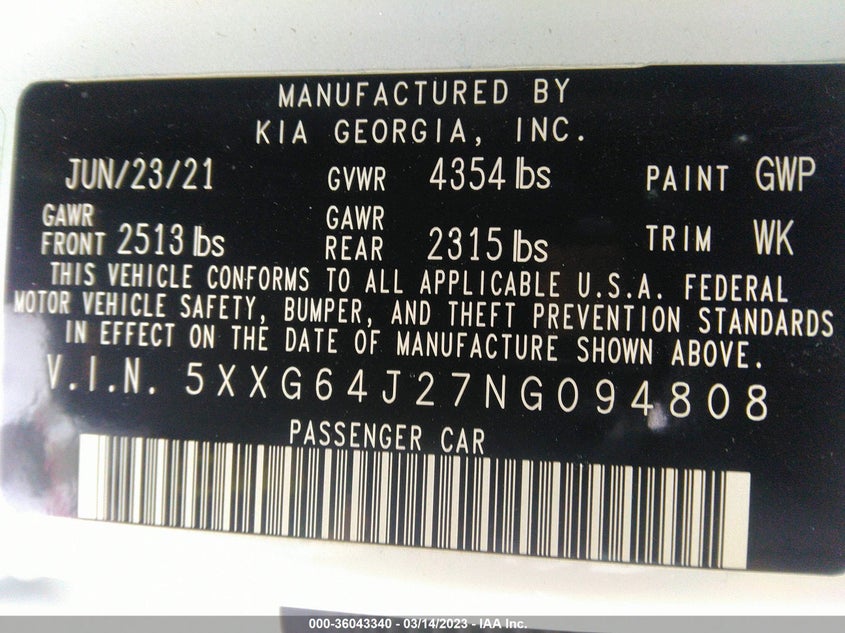 MANUFACTURED BY
KIA GEORGIA, INC.
JUN/23/21 GVWR 4354 lbs PAINT GWP
GAWR FRONT 2513 lbs GAWR REAR 2315 lbs TRIM WK
THIS VEHICLE CONFORMS TO ALL APPLICABLE U.S.A. FEDERAL
MOTOR VEHICLE SAFETY, BUMPER, AND THEFT PREVENTION STANDARDS
IN EFFECT ON THE DATE OF MANUFACTURE SHOWN ABOVE.
V.I.N. 5XXG64J27NG094808
PASSENGER CAR
000-36043340 - 03/14/2023 - IAA Inc.